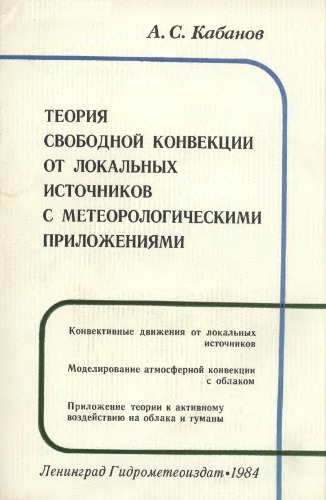 А. С. Кабанов
ТЕОРИЯ
СВОБОДНОЙ КОНВЕКЦИИ
ОТ ЛОКАЛЬНЫХ
ИСТОЧНИКОВ
С МЕТЕОРОЛОГИЧЕСКИМИ
ПРИЛОЖЕНИЯМИ
Конвективные движения от локальных
источников
Моделирование атмосферной конвекции
с облаком
Приложение теории к активному
воздействию на облака и туманы
Ленинград Гидрометеоиздат•1984